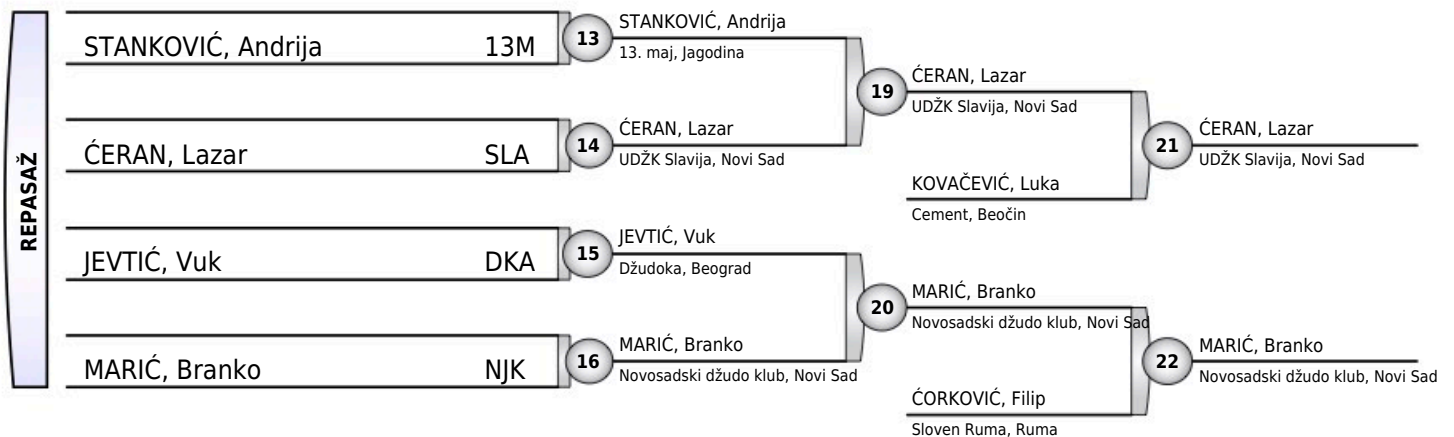 REPASAŽ
STANKOVIĆ, Andrija 13M
13
STANKOVIĆ, Andrija
13. maj, Jagodina
ĆERAN, Lazar SLA
14
ĆERAN, Lazar
UDŽK Slavija, Novi Sad
19
ĆERAN, Lazar
UDŽK Slavija, Novi Sad
KOVAČEVIĆ, Luka
Cement, Beočin
21
ĆERAN, Lazar
UDŽK Slavija, Novi Sad
JEVTIĆ, Vuk DKA
15
JEVTIĆ, Vuk
Džudoka, Beograd
MARIĆ, Branko NJK
16
MARIĆ, Branko
Novosadski džudo klub, Novi Sad
20
MARIĆ, Branko
Novosadski džudo klub, Novi Sad
ĆORKOVIĆ, Filip
Sloven Ruma, Ruma
22
MARIĆ, Branko
Novosadski džudo klub, Novi Sad